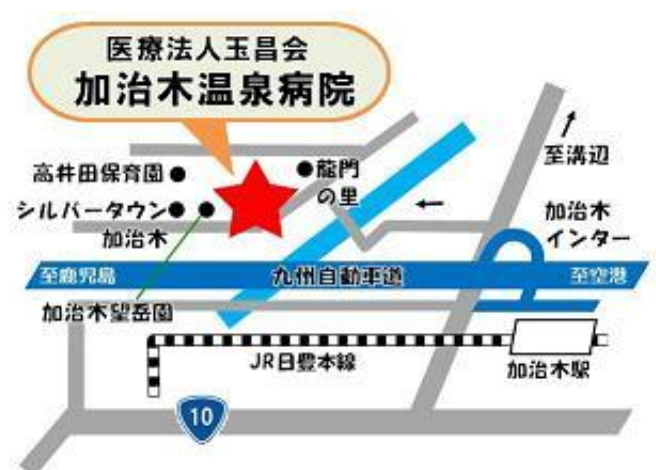 医療法人玉昌会
加治木温泉病院
高井田保育園
龍門
の里
至溝辺
シルバータウン
加治木
加治木
インター
至鹿児島
九州自動車道
至空港
加治木望岳園
JR日豊本線
加治木駅
10